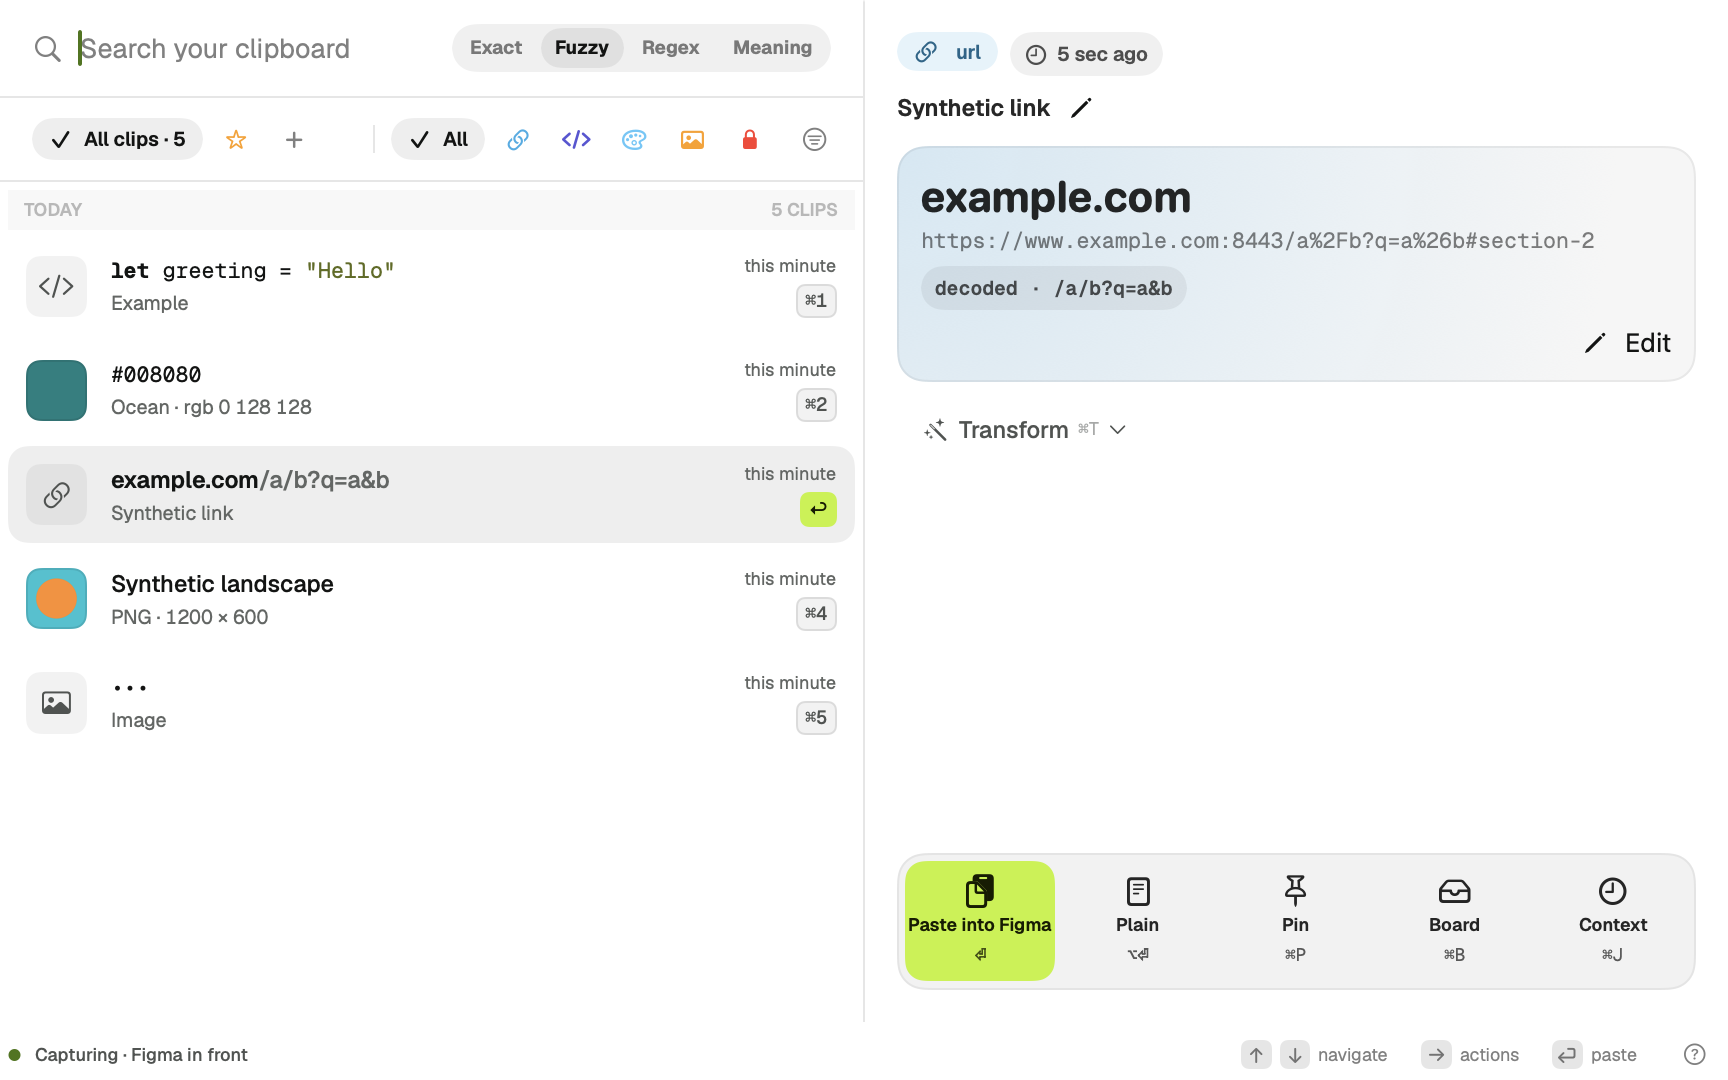 Search your clipboard
Exact Fuzzy Regex Meaning
All clips · 5
All
TODAY 5 CLIPS
let greeting = "Hello" this minute
Example ⌘1
#008080 this minute
Ocean · rgb 0 128 128 ⌘2
example.com/a/b?q=a&b this minute
Synthetic link
Synthetic landscape this minute
PNG · 1200 × 600 ⌘4
... this minute
Image ⌘5
Capturing · Figma in front
url 5 sec ago
Synthetic link
example.com
https://www.example.com:8443/a%2Fb?q=a%26b#section-2
decoded · /a/b?q=a&b
Edit
Transform ⌘T
Paste into Figma Plain Pin Board Context
⏎ ⌥⏎ ⌘P ⌘B ⌘J
↑ ↓ navigate → actions ↩ paste ?